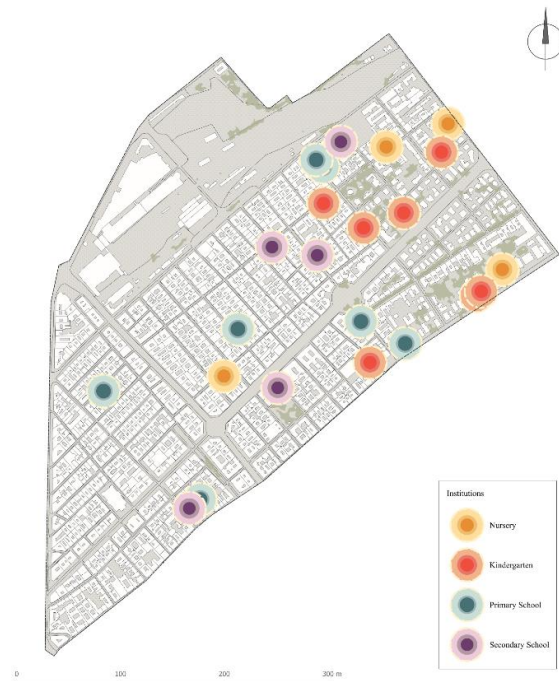 Institutions
Nursery
Kindergarten
Primary School
Secondary School
0 100 200 300 m